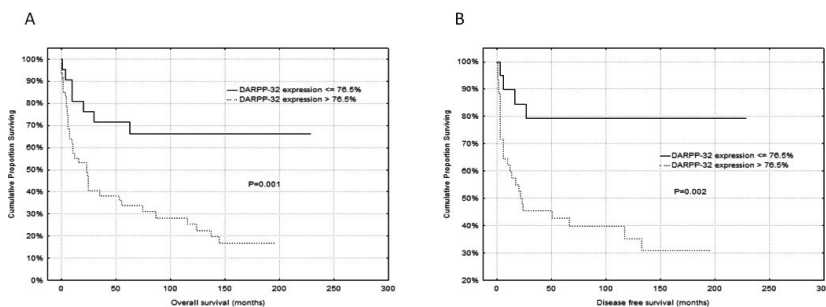 A
B
100%
90%
80%
70%
60%
50%
40%
30%
20%
10%
0%
Cumulative Proportion Surviving
DARPP-32 expression <= 76.5%
DARPP-32 expression > 76.5%
P=0.001
0 50 100 150 200 250 300
Overall survival (months)
100%
90%
80%
70%
60%
50%
40%
30%
20%
Cumulative Proportion Surviving
DARPP-32 expression <= 76.5%
DARPP-32 expression > 76.5%
P=0.002
0 50 100 150 200 250 30
Disease free survival (months)